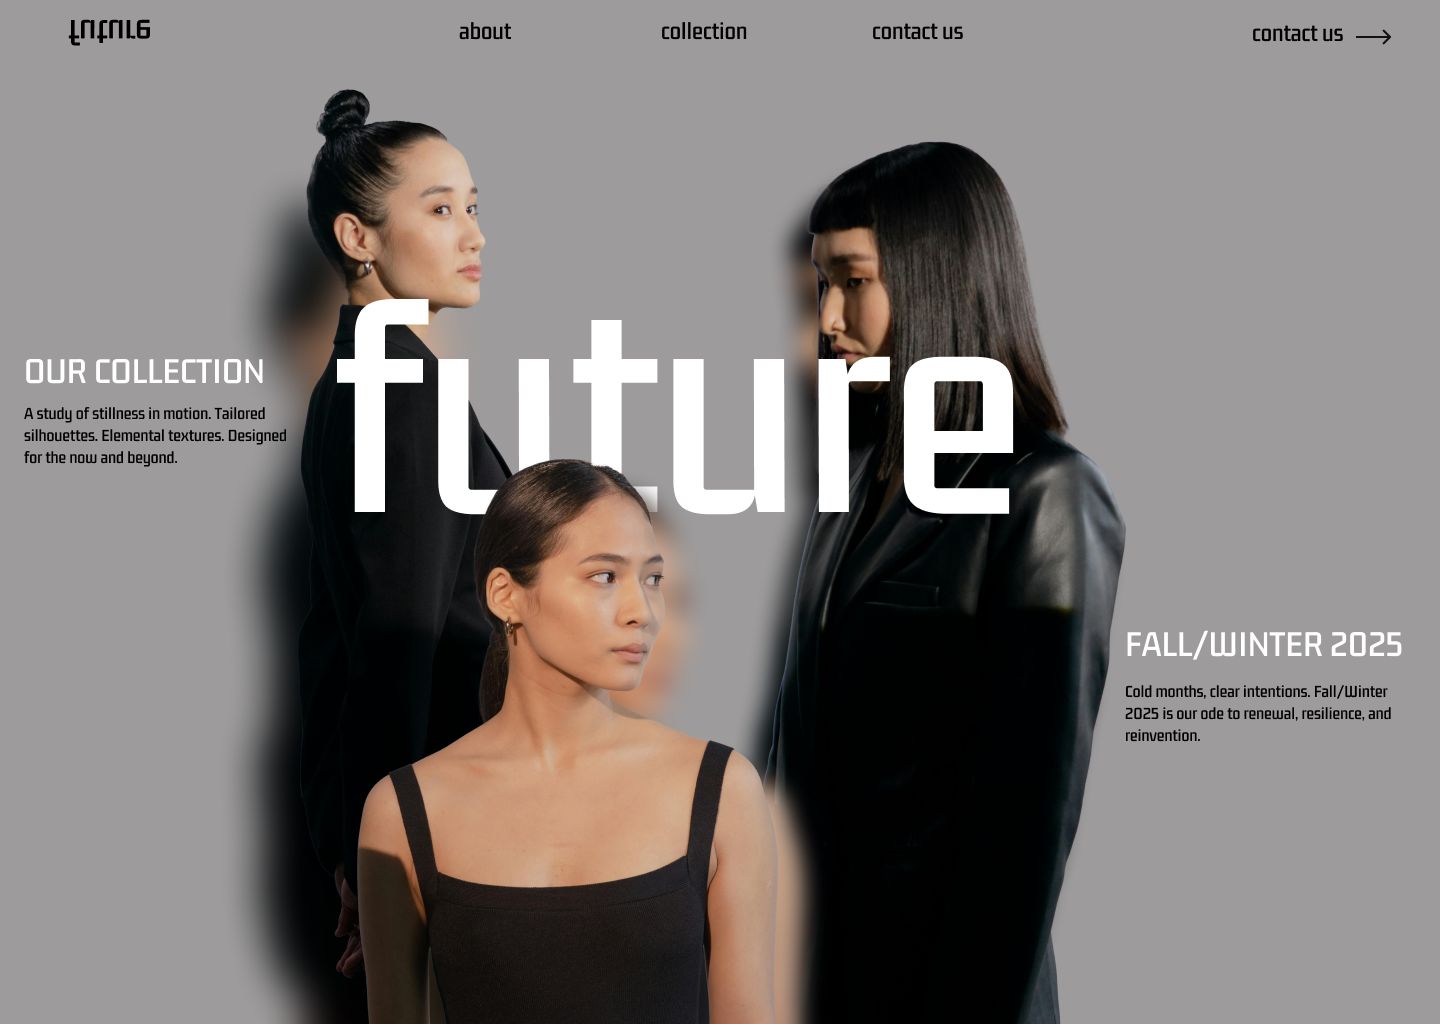 about
collection
contact us
contact us
future
OUR COLLECTION
A study of stillness in motion. Tailored
silhouettes. Elemental textures. Designed
for the now and beyond.
FALL/WINTER 2025
Cold months, clear intentions. Fall/Winter
2025 is our ode to renewal, resilience, and
reinvention.